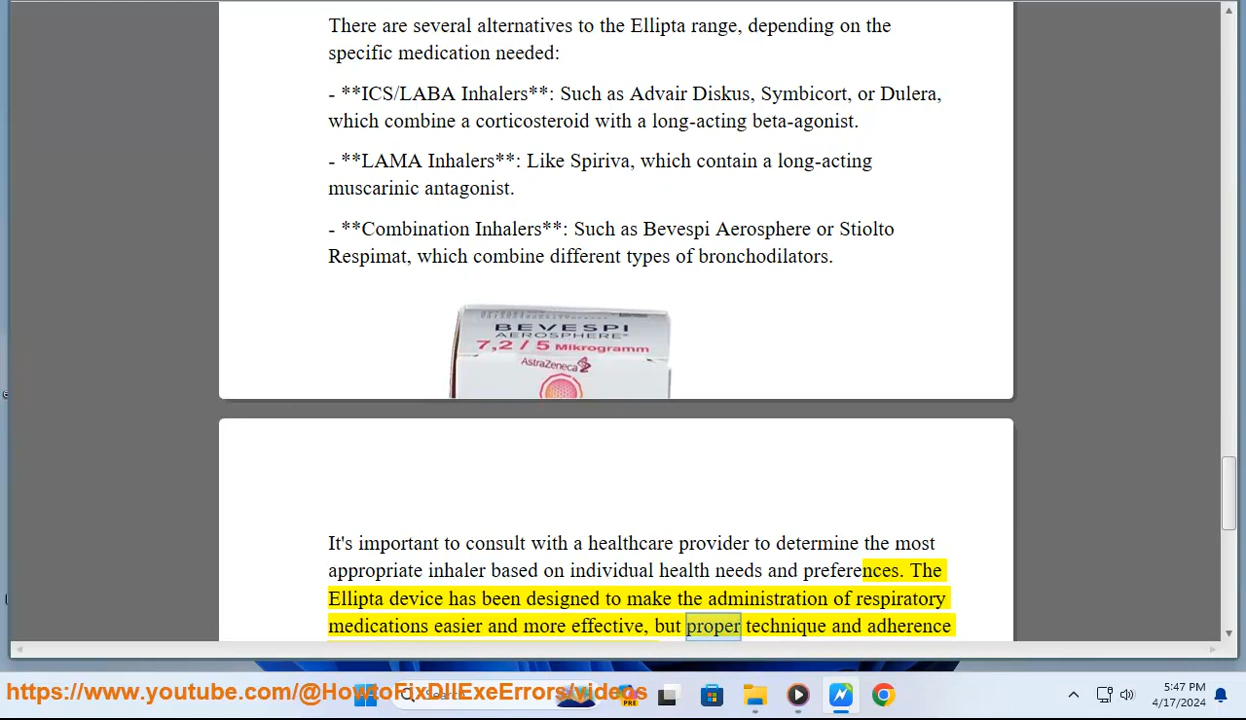 There are several alternatives to the Ellipta range, depending on the
specific medication needed:
- **ICS/LABA Inhalers**: Such as Advair Diskus, Symbicort, or Dulera,
which combine a corticosteroid with a long-acting beta-agonist.
- **LAMA Inhalers**: Like Spiriva, which contain a long-acting
muscarinic antagonist.
- **Combination Inhalers**: Such as Bevespi Aerosphere or Stiolto
Respimat, which combine different types of bronchodilators.
BEVESPI
AEROSPHERE
7,2 / 5 Mikrogramm
AstraZeneca
It's important to consult with a healthcare provider to determine the most
appropriate inhaler based on individual health needs and preferences. The
Ellipta device has been designed to make the administration of respiratory
medications easier and more effective, but proper technique and adherence
https://www.youtube.com/@HowtoFixDllExeErrors/videos
PRE
5:47 PM
4/17/2024